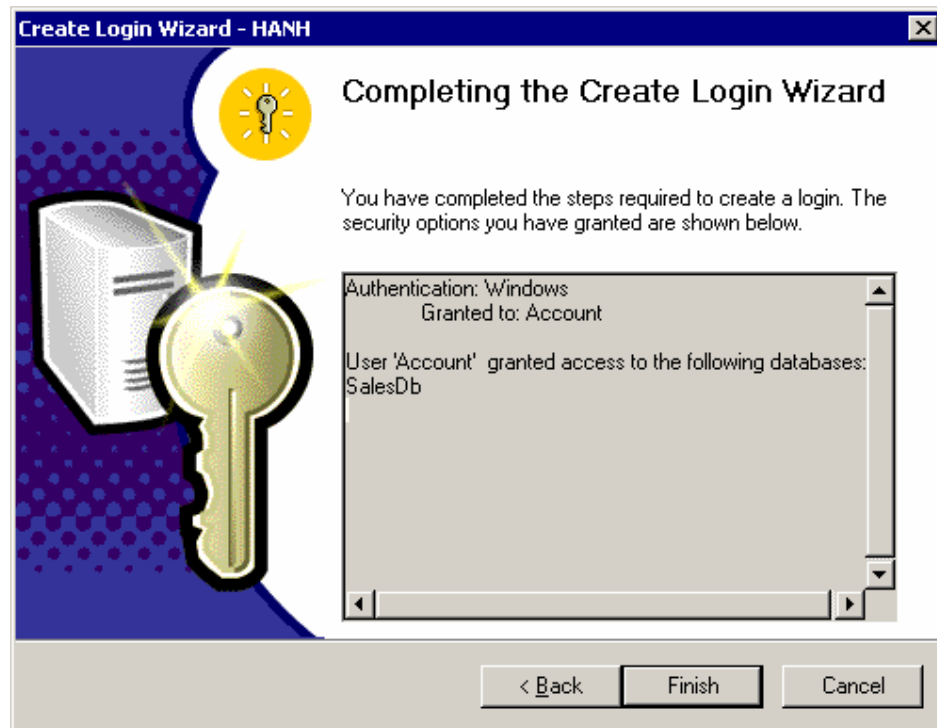 Create Login Wizard - HANH
Completing the Create Login Wizard
You have completed the steps required to create a login. The
security options you have granted are shown below.
Authentication: Windows
Granted to: Account
User 'Account'  granted access to the following databases:
SalesDb
< Back
Finish
Cancel